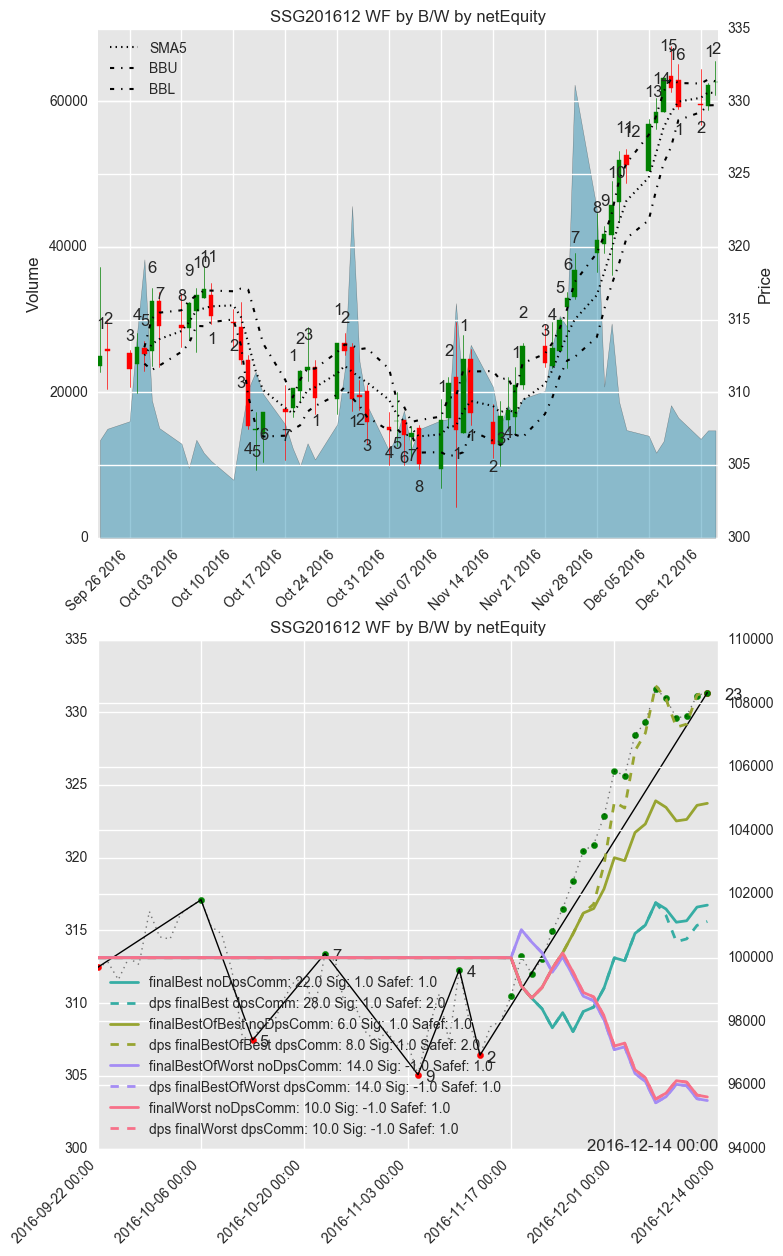 SSG201612 WF by B/W by netEquity
SMA5
BBU
BBL
60000
40000
20000
0
Volume
335
330
325
320
315
310
305
300
Price
Sep 26 2016
Oct 03 2016
Oct 10 2016
Oct 17 2016
Oct 24 2016
Oct 31 2016
Nov 07 2016
Nov 14 2016
Nov 21 2016
Nov 28 2016
Dec 05 2016
Dec 12 2016
SSG201612 WF by B/W by netEquity
335
330
325
320
315
310
305
300
110000
108000
106000
104000
102000
100000
98000
96000
94000
23
7
4
5
9
2
finalBest noDpsComm: 22.0 Sig: 1.0 Safef: 1.0
dps finalBest dpsComm: 28.0 Sig: 1.0 Safef: 2.0
finalBestOfBest noDpsComm: 6.0 Sig: 1.0 Safef: 1.0
dps finalBestOfBest dpsComm: 8.0 Sig: 1.0 Safef: 2.0
finalBestOfWorst noDpsComm: 14.0 Sig: -1.0 Safef: 1.0
dps finalBestOfWorst dpsComm: 14.0 Sig: -1.0 Safef: 1.0
finalWorst noDpsComm: 10.0 Sig: -1.0 Safef: 1.0
dps finalWorst dpsComm: 10.0 Sig: -1.0 Safef: 1.0
2016-12-14 00:00
2016-09-22 00:00
2016-10-06 00:00
2016-10-20 00:00
2016-11-03 00:00
2016-11-17 00:00
2016-12-01 00:00
2016-12-14 00:00